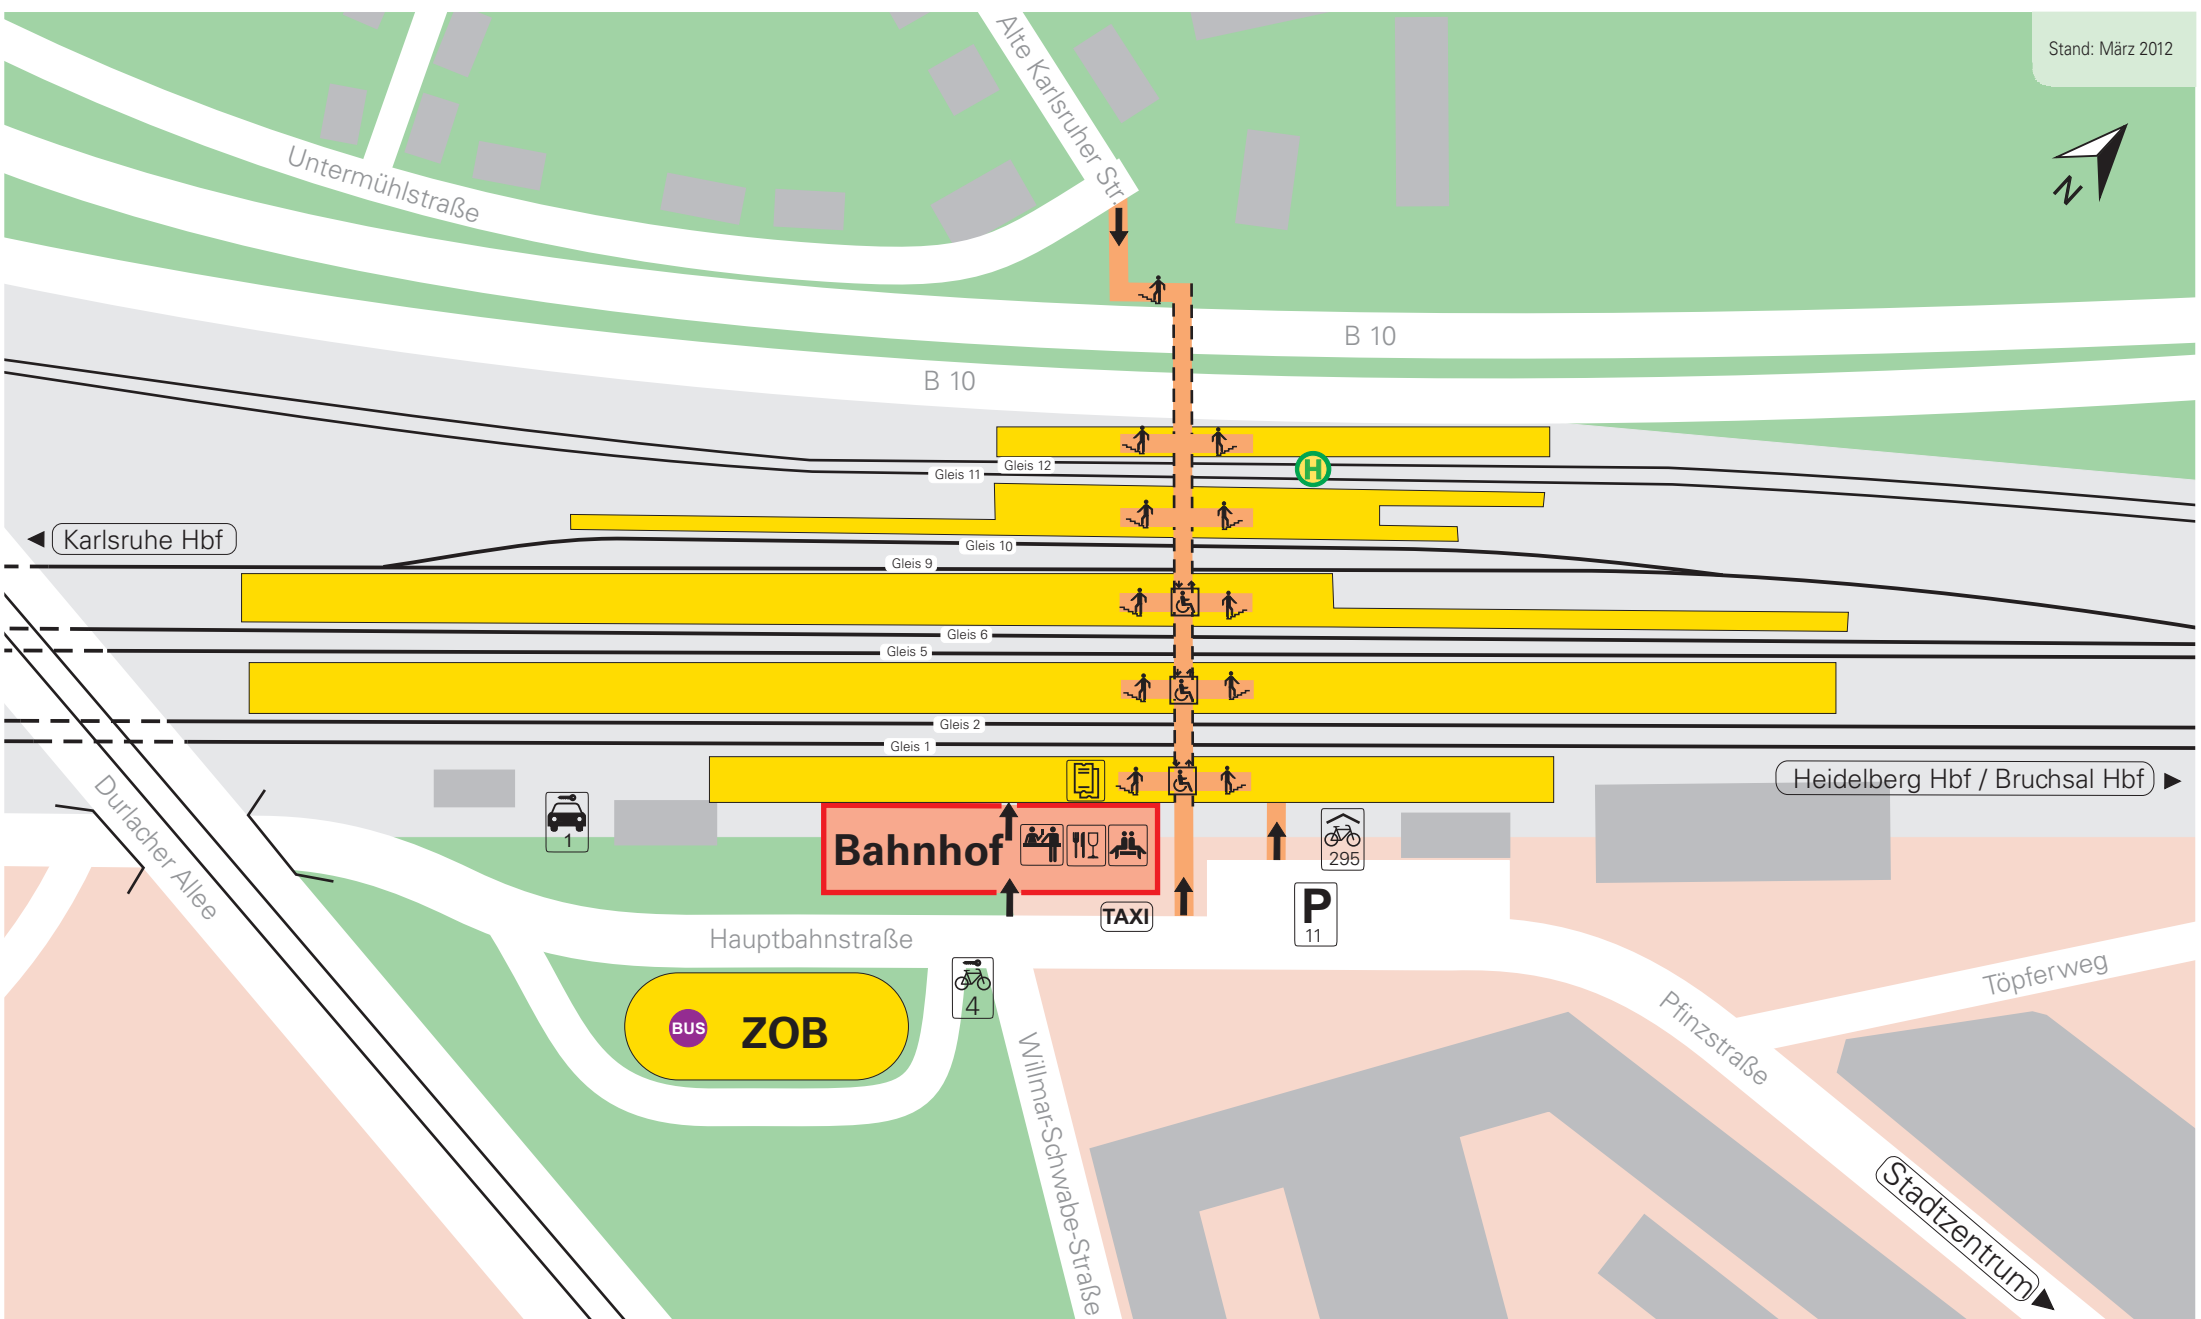 Stand: März 2012
Alte Karlsruher Str.
Untermühlstraße
N
B 10
B 10
Gleis 12
Gleis 11
H
Karlsruhe Hbf
Gleis 10
Gleis 9
Gleis 6
Gleis 5
Gleis 2
Gleis 1
Heidelberg Hbf / Bruchsal Hbf
Durlacher Allee
1
Bahnhof
295
TAXI
P
11
Hauptbahnstraße
4
BUS ZOB
Töpferweg
Pfinzstraße
Willmar-Schwabe-Straße
Stadtzentrum